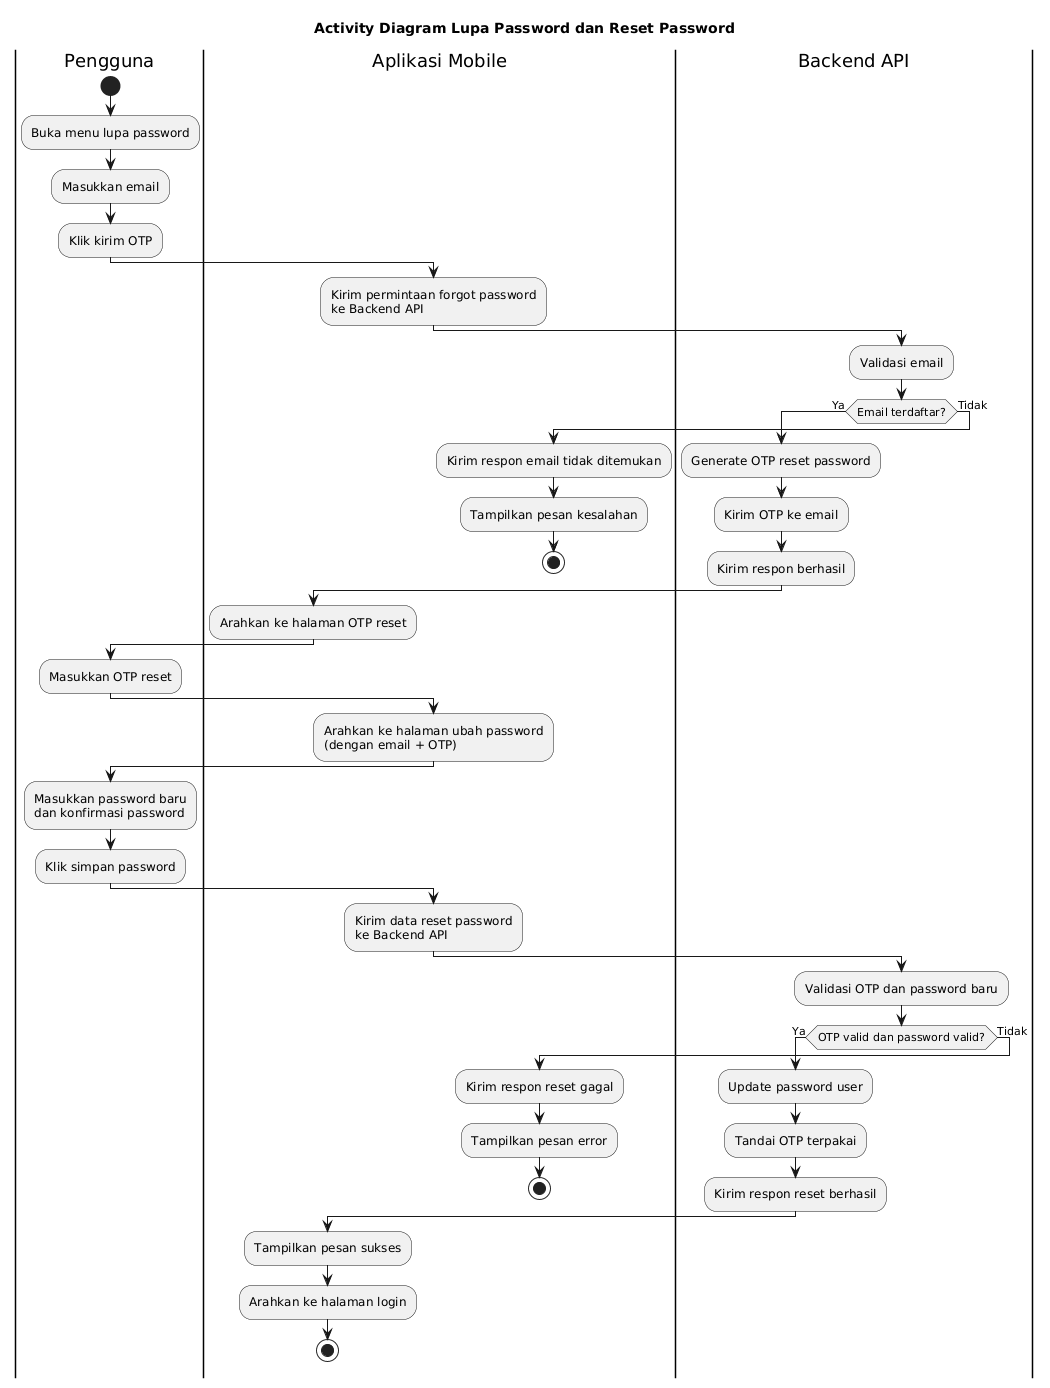 Activity Diagram Lupa Password dan Reset Password
Pengguna
Aplikasi Mobile
Backend API
Buka menu lupa password
Masukkan email
Klik kirim OTP
Kirim permintaan forgot password
ke Backend API
Validasi email
Ya
Email terdaftar?
Tidak
Kirim respon email tidak ditemukan
Generate OTP reset password
Tampilkan pesan kesalahan
Kirim OTP ke email
Kirim respon berhasil
Arahkan ke halaman OTP reset
Masukkan OTP reset
Arahkan ke halaman ubah password
(dengan email + OTP)
Masukkan password baru
dan konfirmasi password
Klik simpan password
Kirim data reset password
ke Backend API
Validasi OTP dan password baru
Ya
OTP valid dan password valid?
Tidak
Kirim respon reset gagal
Update password user
Tampilkan pesan error
Tandai OTP terpakai
Kirim respon reset berhasil
Tampilkan pesan sukses
Arahkan ke halaman login